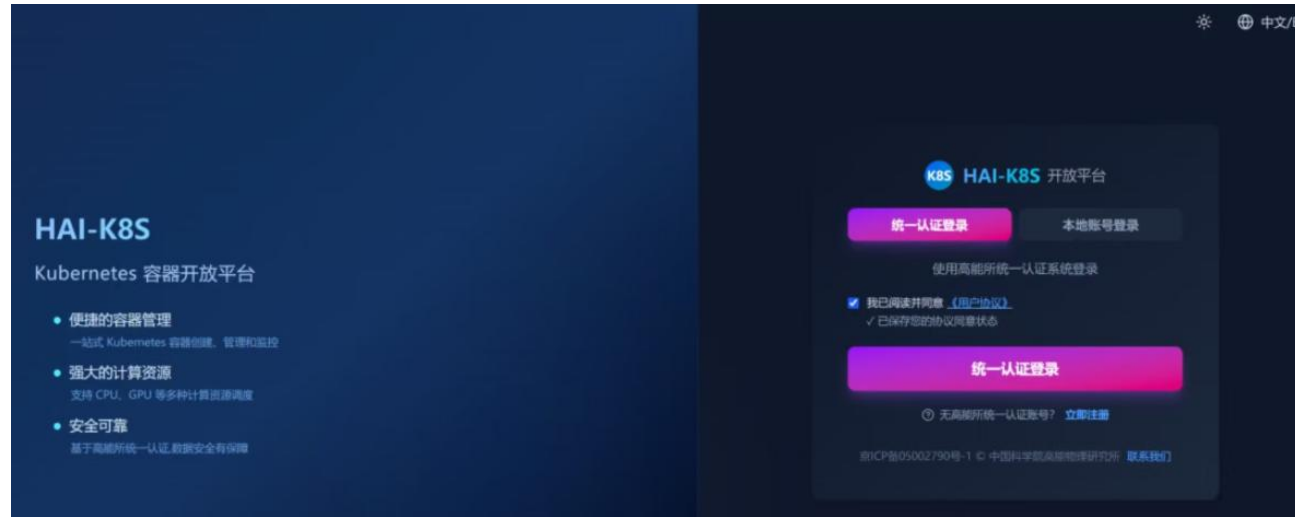 中文/
K8S HAI-K8S 开放平台
统一认证登录 本地账号登录
使用高能所统一认证系统登录
我已阅读并同意 《用户协议》
✓ 已保存您的协议同意状态
统一认证登录
无高能所统一认证账号? 立即注册
京ICP备05002790号-1 © 中国科学院高能物理研究所 联系我们
HAI-K8S
Kubernetes 容器开放平台
便捷的容器管理
一站式 Kubernetes 容器创建、管理和监控
强大的计算资源
支持 CPU、GPU 等多种计算资源调度
安全可靠
基于高能所统一认证,数据安全有保障